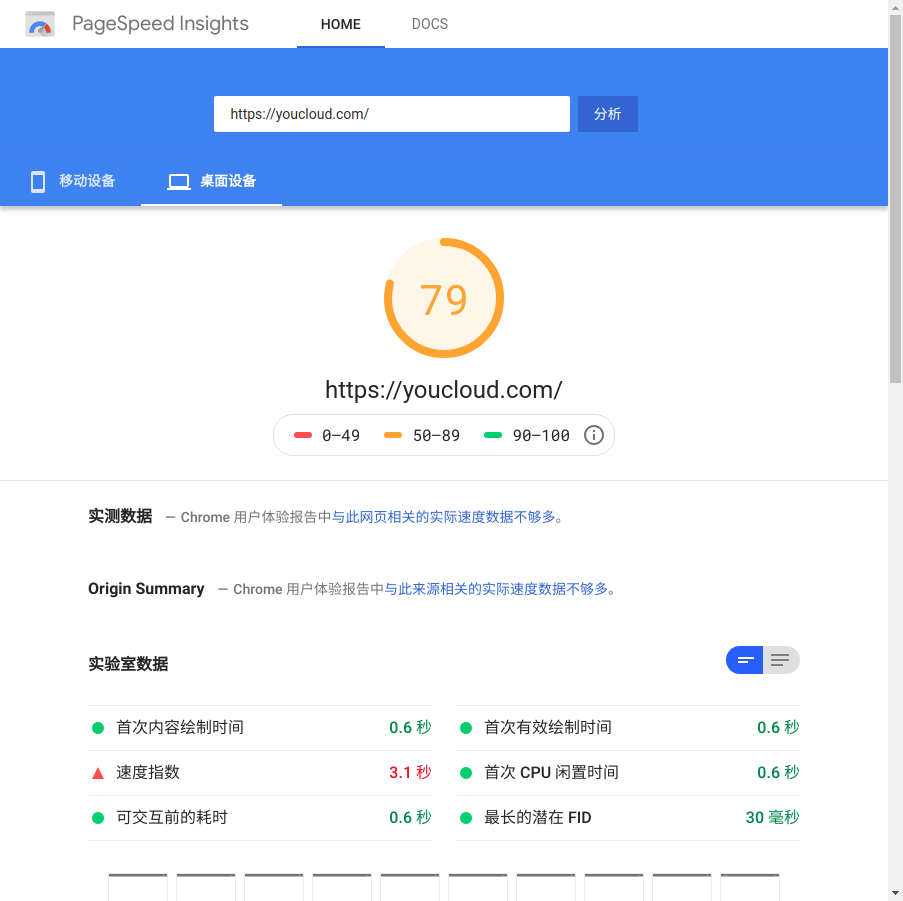 PageSpeed Insights
HOME
DOCS
https://youcloud.com/
分析
移动设备
桌面设备
79
https://youcloud.com/
0–49
50–89
90–100
实测数据 — Chrome 用户体验报告中与此网页相关的实际速度数据不够多。
Origin Summary — Chrome 用户体验报告中与此来源相关的实际速度数据不够多。
实验室数据
首次内容绘制时间 0.6 秒
首次有效绘制时间 0.6 秒
速度指数 3.1 秒
首次 CPU 闲置时间 0.6 秒
可交互前的耗时 0.6 秒
最长的潜在 FID 30 毫秒